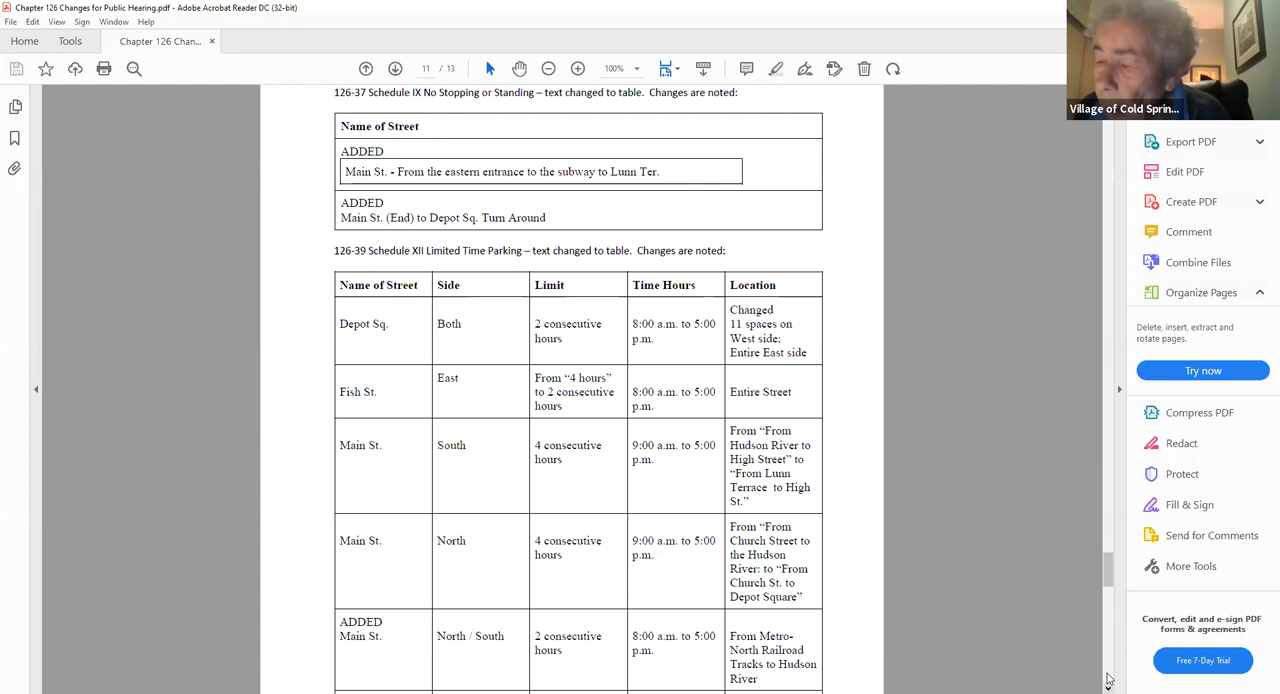 Chapter 126 Changes for Public Hearing.pdf - Adobe Acrobat Reader DC (32-bit)
File Edit View Sign Window Help
Home Tools Chapter 126 Chan... ×
11 / 13 100%
Village of Cold Sprin...
126-37 Schedule IX No Stopping or Standing – text changed to table. Changes are noted:
Name of Street
ADDED
Main St. - From the eastern entrance to the subway to Lunn Ter.
ADDED
Main St. (End) to Depot Sq. Turn Around
126-39 Schedule XII Limited Time Parking – text changed to table. Changes are noted:
Name of Street Side Limit Time Hours Location
Depot Sq. Both 2 consecutive hours 8:00 a.m. to 5:00 p.m. Changed 11 spaces on West side; Entire East side
Fish St. East From “4 hours” to 2 consecutive hours 8:00 a.m. to 5:00 p.m. Entire Street
Main St. South 4 consecutive hours 9:00 a.m. to 5:00 p.m. From “From Hudson River to High Street” to “From Lunn Terrace to High St.”
Main St. North 4 consecutive hours 9:00 a.m. to 5:00 p.m. From “From Church Street to the Hudson River: to “From Church St. to Depot Square”
ADDED
Main St. North / South 2 consecutive hours 8:00 a.m. to 5:00 p.m. From Metro-North Railroad Tracks to Hudson River
Export PDF
Edit PDF
Create PDF
Comment
Combine Files
Organize Pages
Delete, insert, extract and
rotate pages.
Try now
Compress PDF
Redact
Protect
Fill & Sign
Send for Comments
More Tools
Convert, edit and e-sign PDF
forms & agreements
Free 7-Day Trial